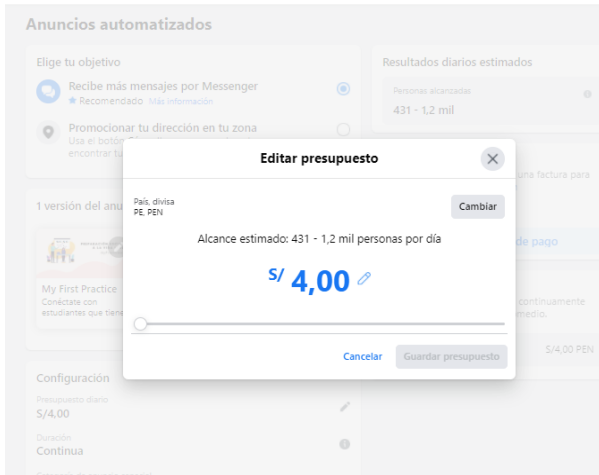 Anuncios automatizados
Elige tu objetivo
Recibe más mensajes por Messenger
Recomendado Más información
Promocionar tu dirección en tu zona
Usa el botón
encontrar tu
Resultados diarios estimados
Personas alcanzadas
431 - 1,2 mil
una factura para
de pago
continuamente
S/4,00 PEN
1 versión del anu
My First Practice
Conéctate con
estudiantes que tiene
Editar presupuesto
País, divisa
PE, PEN
Cambiar
Alcance estimado: 431 - 1,2 mil personas por día
S/ 4,00
Cancelar
Guardar presupuesto
Configuración
Presupuesto diario
S/4,00
Duración
Continua